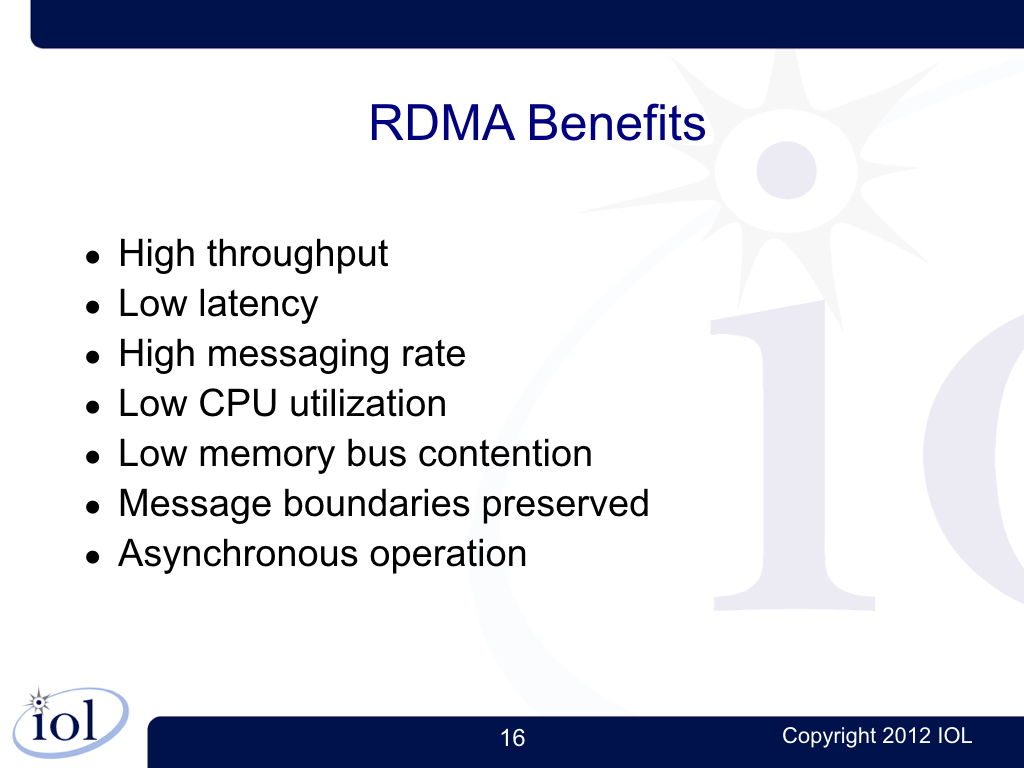 RDMA Benefits
● High throughput
● Low latency
● High messaging rate
● Low CPU utilization
● Low memory bus contention
● Message boundaries preserved
● Asynchronous operation
iol
16
Copyright 2012 IOL